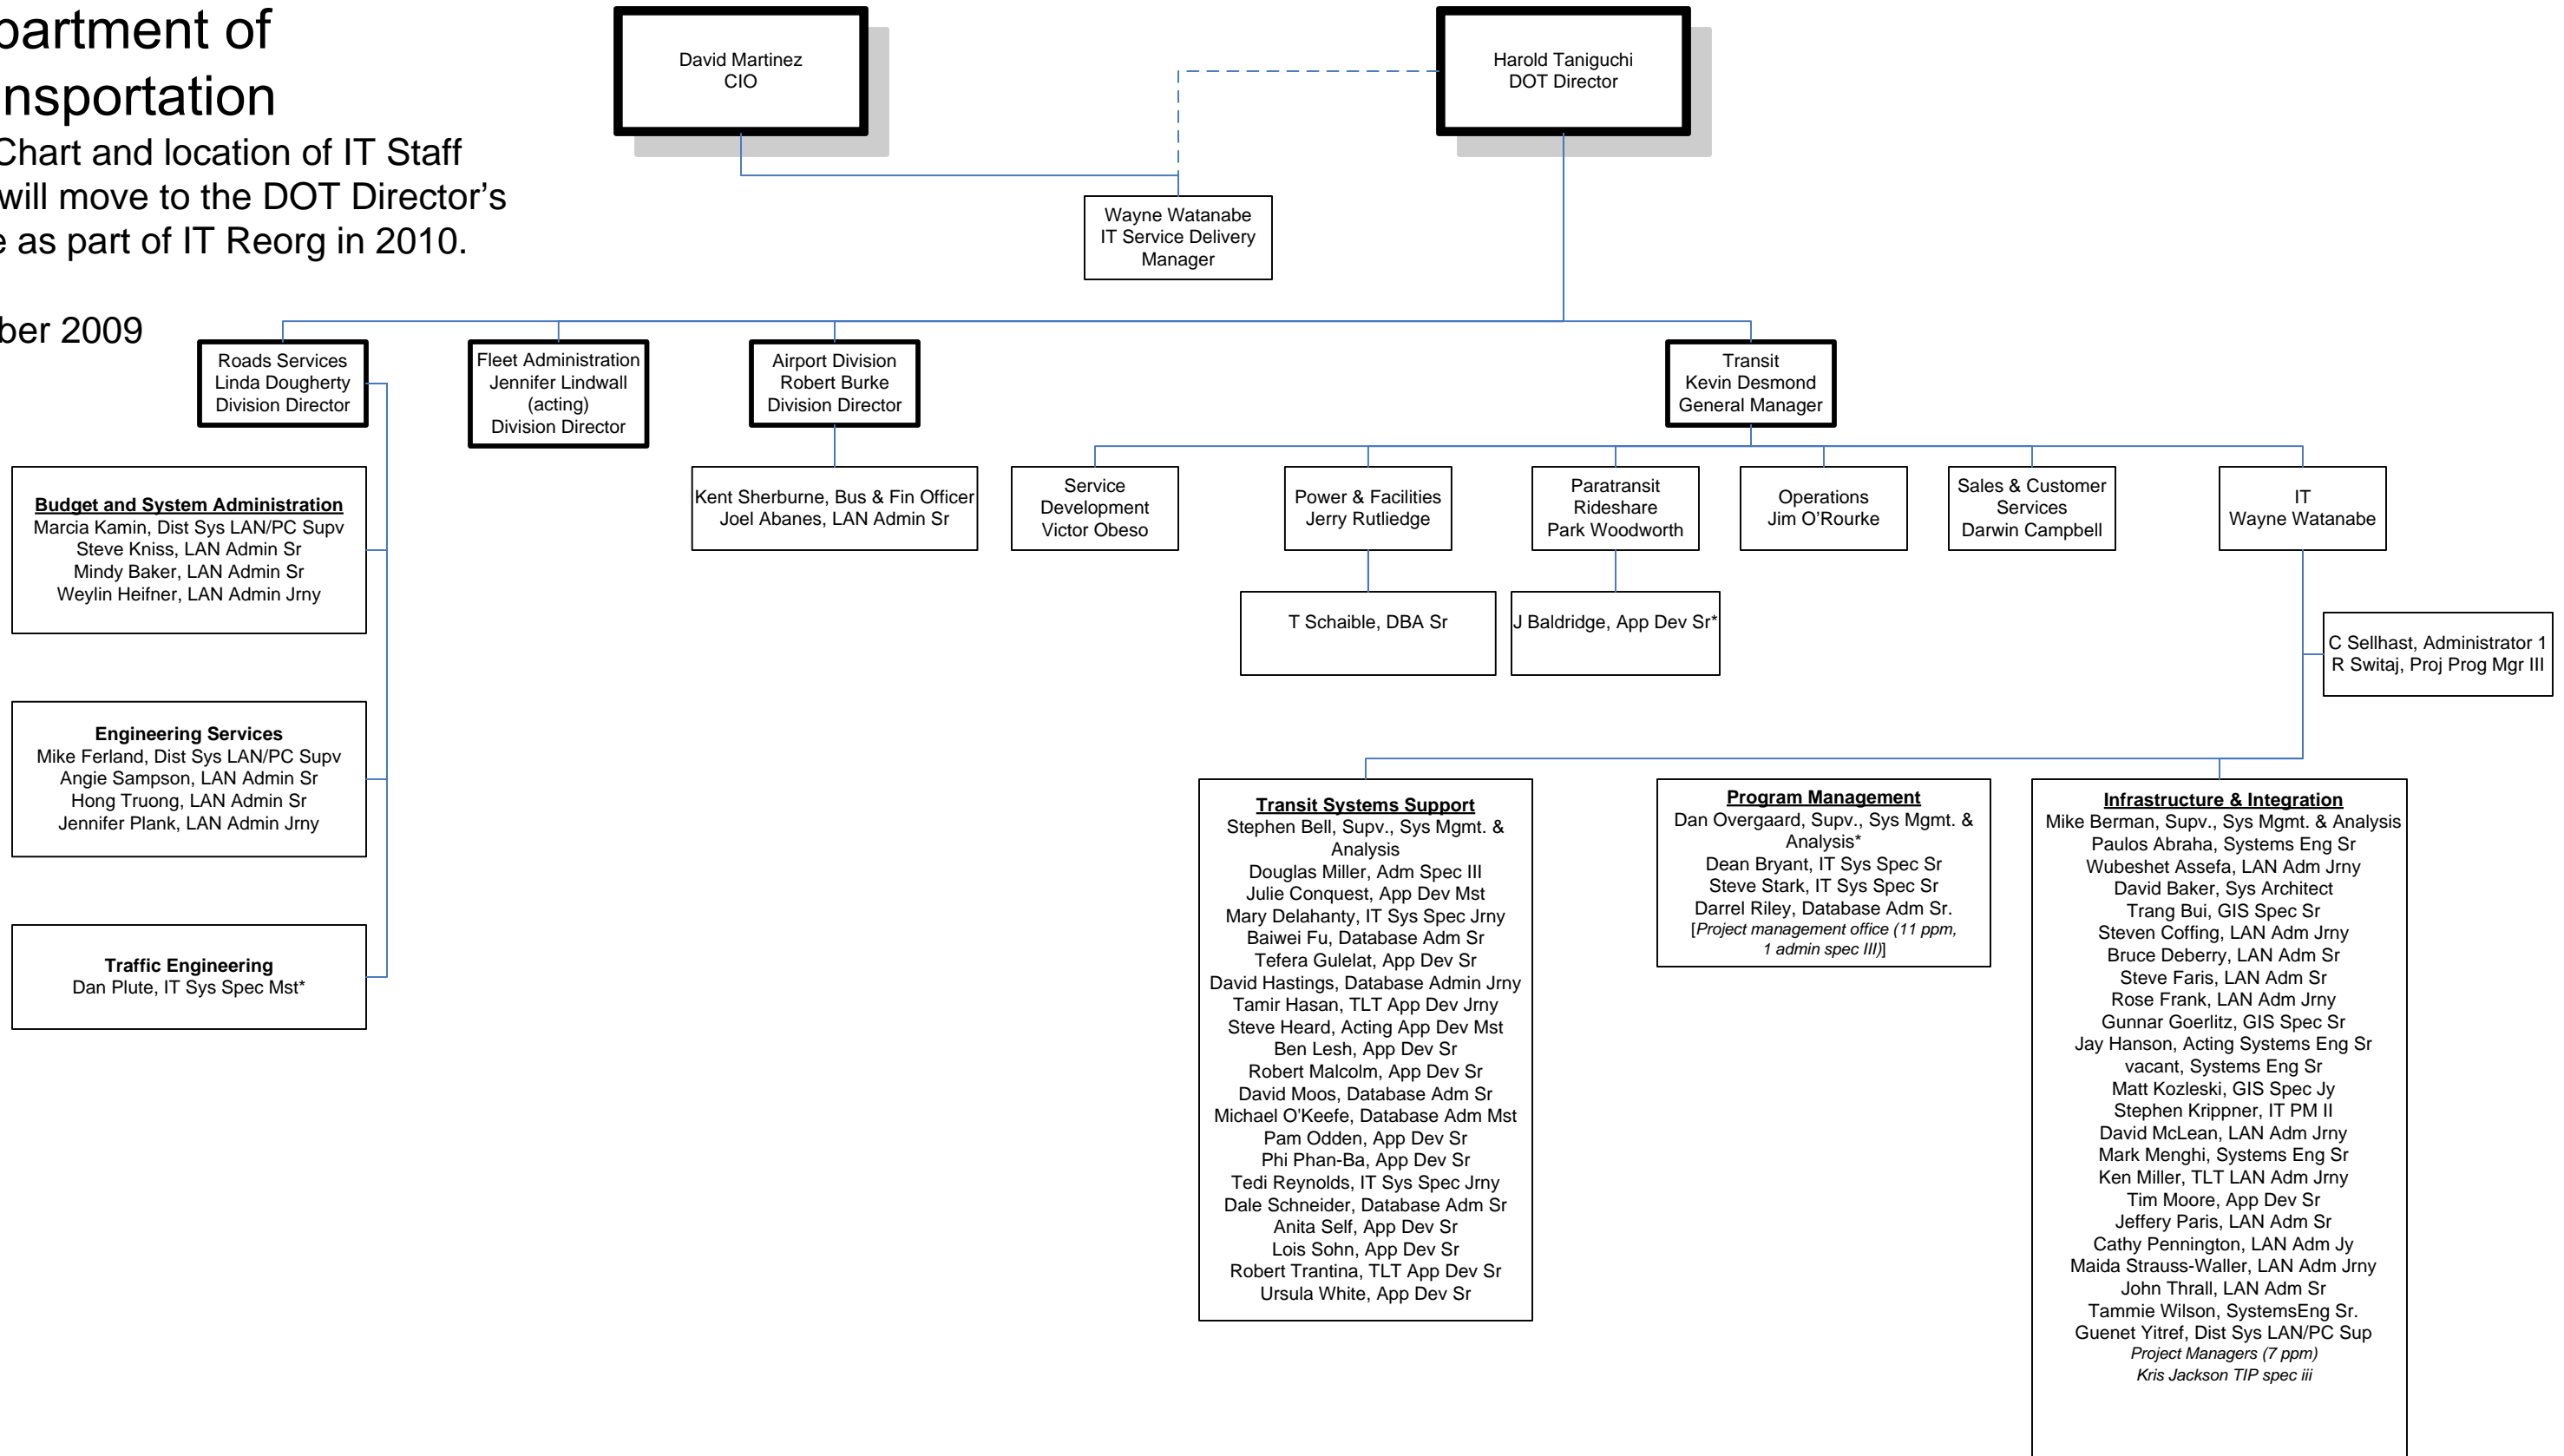 partment of
nsportation
Chart and location of IT Staff
will move to the DOT Director’s
e as part of IT Reorg in 2010.
ber 2009
David Martinez
CIO
Harold Taniguchi
DOT Director
Wayne Watanabe
IT Service Delivery
Manager
Roads Services
Linda Dougherty
Division Director
Fleet Administration
Jennifer Lindwall
(acting)
Division Director
Airport Division
Robert Burke
Division Director
Transit
Kevin Desmond
General Manager
Budget and System Administration
Marcia Kamin, Dist Sys LAN/PC Supv
Steve Kniss, LAN Admin Sr
Mindy Baker, LAN Admin Sr
Weylin Heifner, LAN Admin Jrny
Kent Sherburne, Bus & Fin Officer
Joel Abanes, LAN Admin Sr
Service
Development
Victor Obeso
Power & Facilities
Jerry Rutliedge
Paratransit
Rideshare
Park Woodworth
Operations
Jim O’Rourke
Sales & Customer
Services
Darwin Campbell
IT
Wayne Watanabe
T Schaible, DBA Sr
J Baldridge, App Dev Sr*
C Sellhast, Administrator 1
R Switaj, Proj Prog Mgr III
Engineering Services
Mike Ferland, Dist Sys LAN/PC Supv
Angie Sampson, LAN Admin Sr
Hong Truong, LAN Admin Sr
Jennifer Plank, LAN Admin Jrny
Traffic Engineering
Dan Plute, IT Sys Spec Mst*
Transit Systems Support
Stephen Bell, Supv., Sys Mgmt. &
Analysis
Douglas Miller, Adm Spec III
Julie Conquest, App Dev Mst
Mary Delahanty, IT Sys Spec Jrny
Baiwei Fu, Database Adm Sr
Tefera Gulelat, App Dev Sr
David Hastings, Database Admin Jrny
Tamir Hasan, TLT App Dev Jrny
Steve Heard, Acting App Dev Mst
Ben Lesh, App Dev Sr
Robert Malcolm, App Dev Sr
David Moos, Database Adm Sr
Michael O'Keefe, Database Adm Mst
Pam Odden, App Dev Sr
Phi Phan-Ba, App Dev Sr
Tedi Reynolds, IT Sys Spec Jrny
Dale Schneider, Database Adm Sr
Anita Self, App Dev Sr
Lois Sohn, App Dev Sr
Robert Trantina, TLT App Dev Sr
Ursula White, App Dev Sr
Program Management
Dan Overgaard, Supv., Sys Mgmt. &
Analysis*
Dean Bryant, IT Sys Spec Sr
Steve Stark, IT Sys Spec Sr
Darrel Riley, Database Adm Sr.
[Project management office (11 ppm,
1 admin spec III)]
Infrastructure & Integration
Mike Berman, Supv., Sys Mgmt. & Analysis
Paulos Abraha, Systems Eng Sr
Wubeshet Assefa, LAN Adm Jrny
David Baker, Sys Architect
Trang Bui, GIS Spec Sr
Steven Coffing, LAN Adm Jrny
Bruce Deberry, LAN Adm Sr
Steve Faris, LAN Adm Sr
Rose Frank, LAN Adm Jrny
Gunnar Goerlitz, GIS Spec Sr
Jay Hanson, Acting Systems Eng Sr
vacant, Systems Eng Sr
Matt Kozleski, GIS Spec Jy
Stephen Krippner, IT PM II
David McLean, LAN Adm Jrny
Mark Menghi, Systems Eng Sr
Ken Miller, TLT LAN Adm Jrny
Tim Moore, App Dev Sr
Jeffery Paris, LAN Adm Sr
Cathy Pennington, LAN Adm Jy
Maida Strauss-Waller, LAN Adm Jrny
John Thrall, LAN Adm Sr
Tammie Wilson, SystemsEng Sr.
Guenet Yitref, Dist Sys LAN/PC Sup
Project Managers (7 ppm)
Kris Jackson TIP spec iii